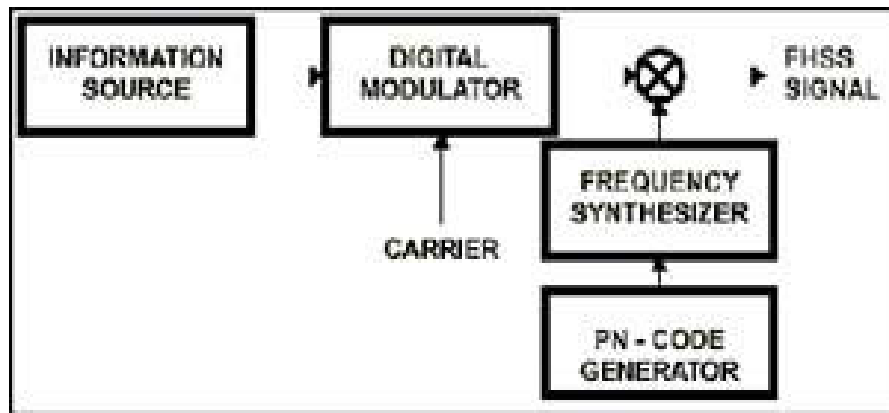 INFORMATION
SOURCE
DIGITAL
MODULATOR
FHSS
SIGNAL
FREQUENCY
SYNTHESIZER
CARRIER
PN - CODE
GENERATOR